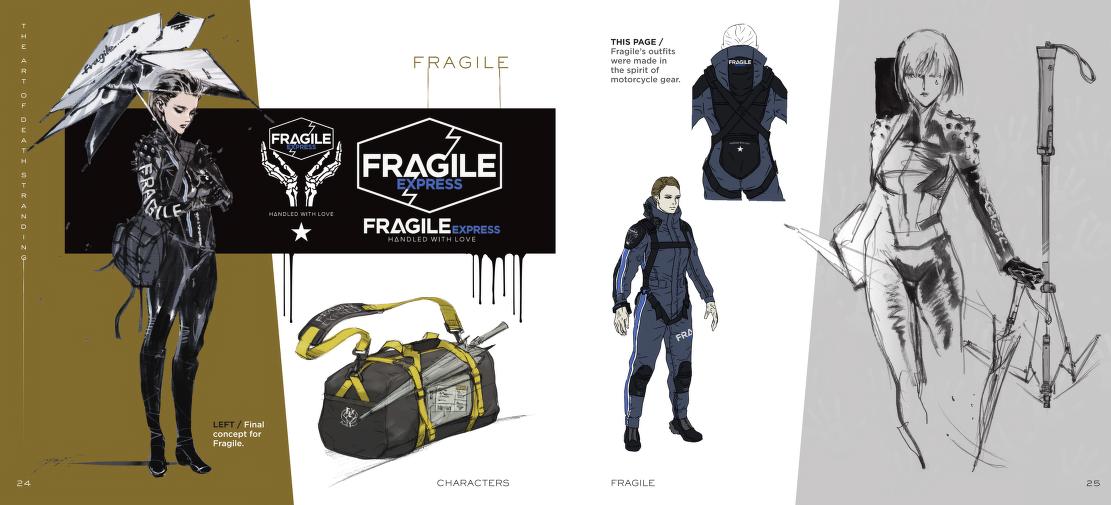 THE ART OF DEATH STRANDING
FRAGILE
Fragile
FRAGILE
FRAGILE
EXPRESS
HANDLED WITH LOVE
FRAGILE
EXPRESS
FRAGILE EXPRESS
HANDLED WITH LOVE
LEFT / Final
concept for
Fragile.
24
CHARACTERS
THIS PAGE /
Fragile's outfits
were made in
the spirit of
motorcycle gear.
FRAGILE
FRA
FRAGILE
25